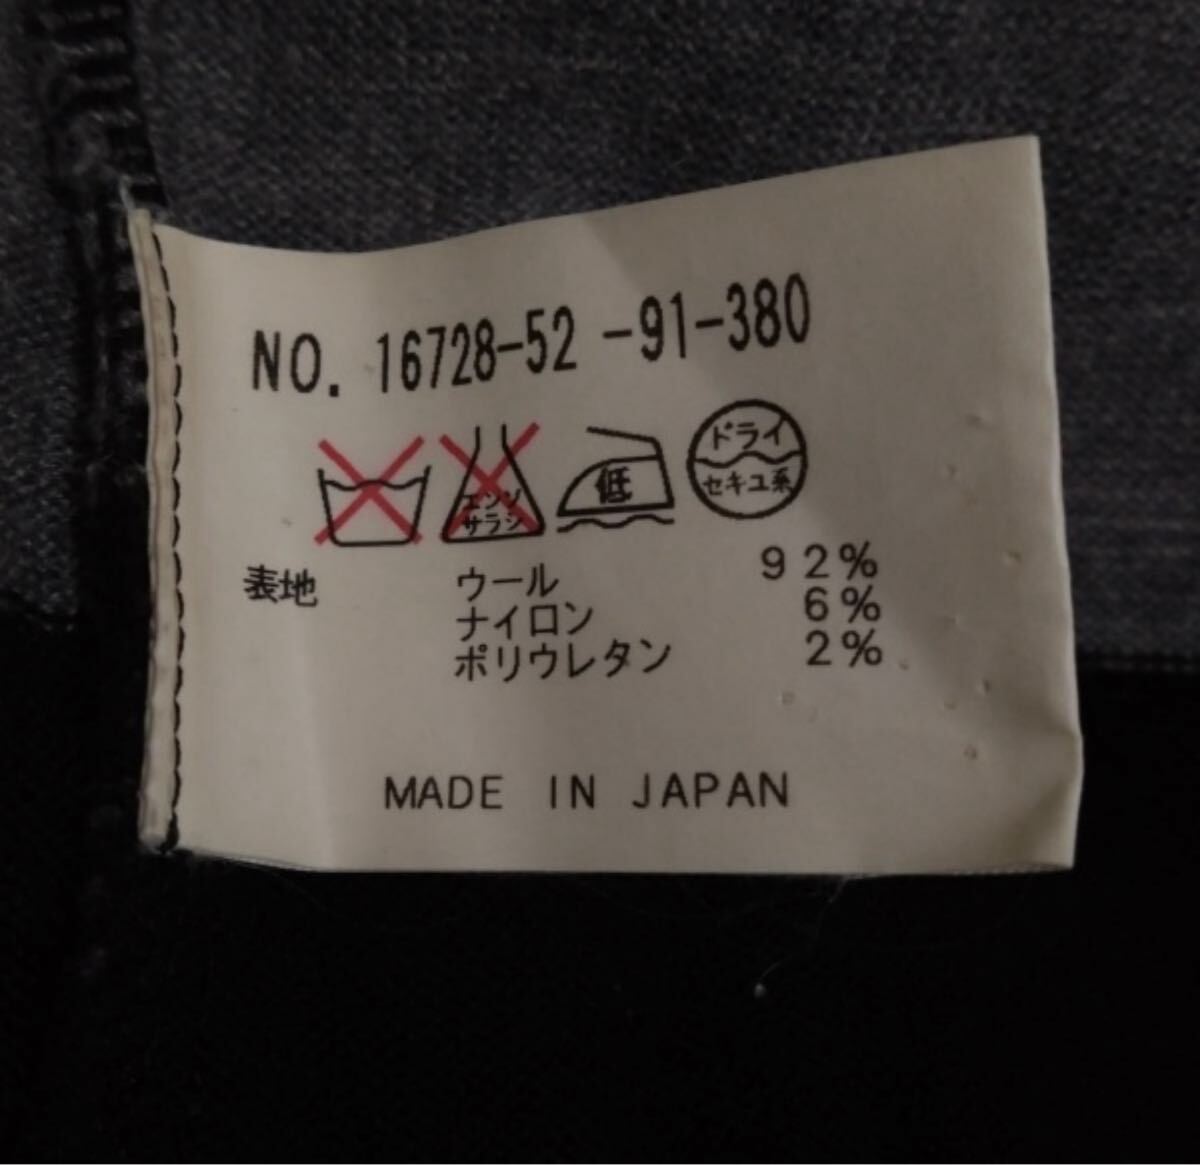 NO. 16728-52 -91-380
エンソ サラシ 低 ドライ セキユ系
表地 ウール 92%
ナイロン 6%
ポリウレタン 2%
MADE IN JAPAN